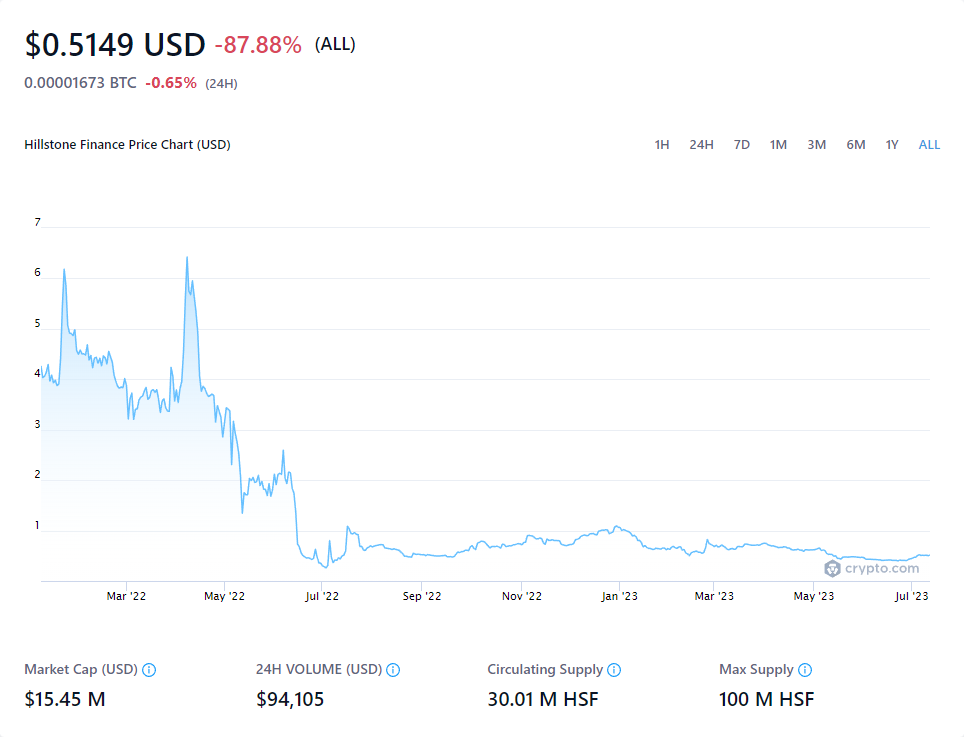 $0.5149 USD -87.88% (ALL)
0.00001673 BTC -0.65% (24H)
Hillstone Finance Price Chart (USD) 1H 24H 7D 1M 3M 6M 1Y ALL
7
6
5
4
3
2
1
crypto.com
Mar '22 May '22 Jul '22 Sep '22 Nov '22 Jan '23 Mar '23 May '23 Jul '23
Market Cap (USD) 24H VOLUME (USD) Circulating Supply Max Supply
$15.45 M $94,105 30.01 M HSF 100 M HSF